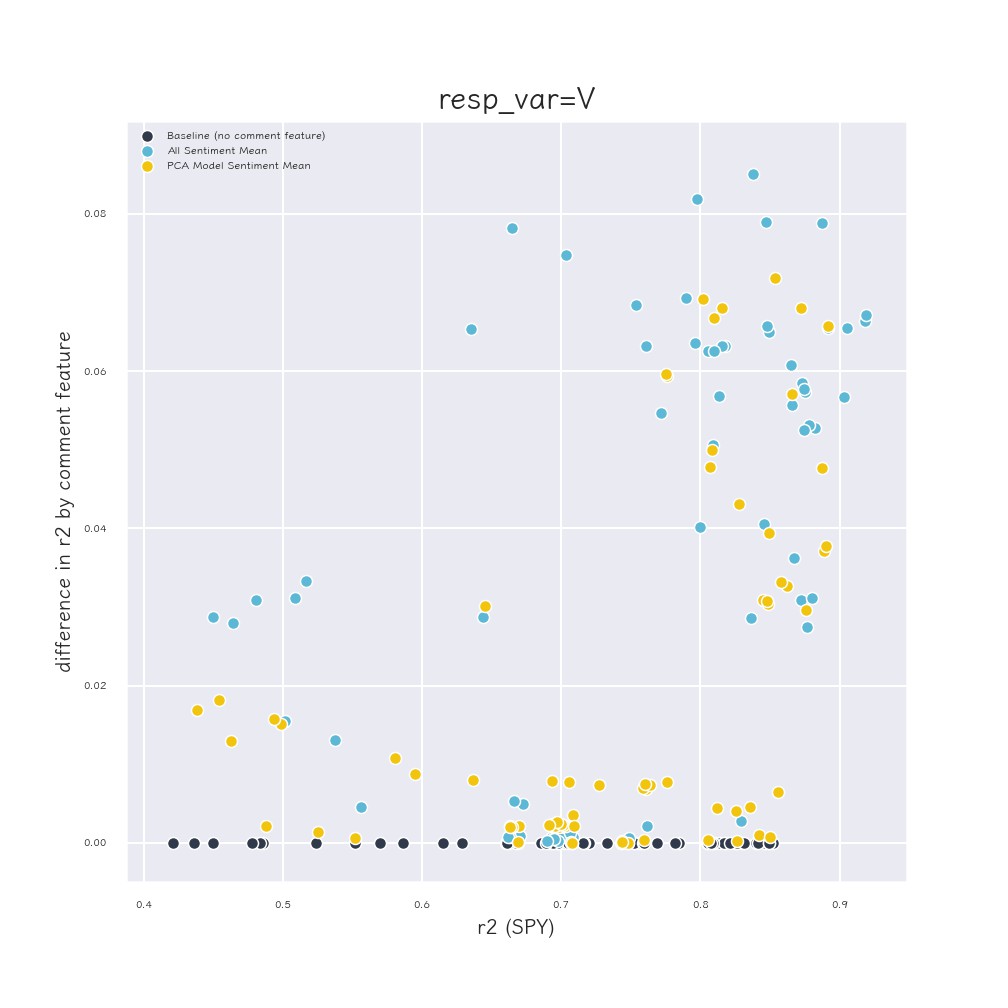 resp_var=V
Baseline (no comment feature)
All Sentiment Mean
PCA Model Sentiment Mean
difference in r2 by comment feature
0.08
0.06
0.04
0.02
0.00
0.4 0.5 0.6 0.7 0.8 0.9
r2 (SPY)